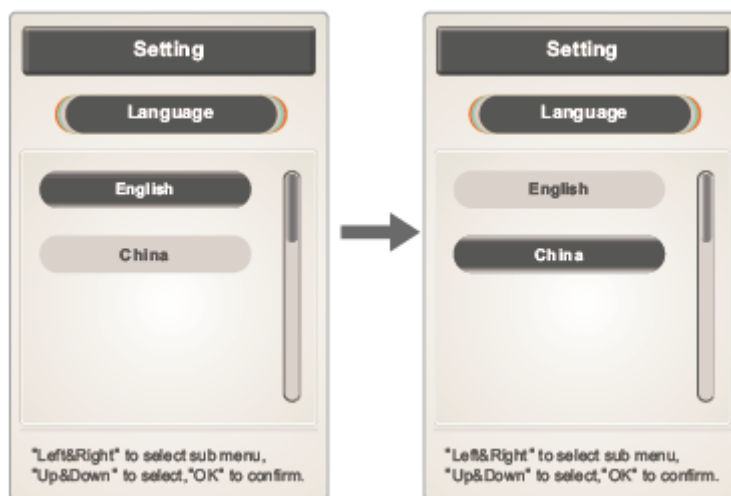 Setting
Language
English
China
"Left&Right" to select sub menu,
"Up&Down" to select,"OK" to confirm.
Setting
Language
English
China
"Left&Right" to select sub menu,
"Up&Down" to select,"OK" to confirm.